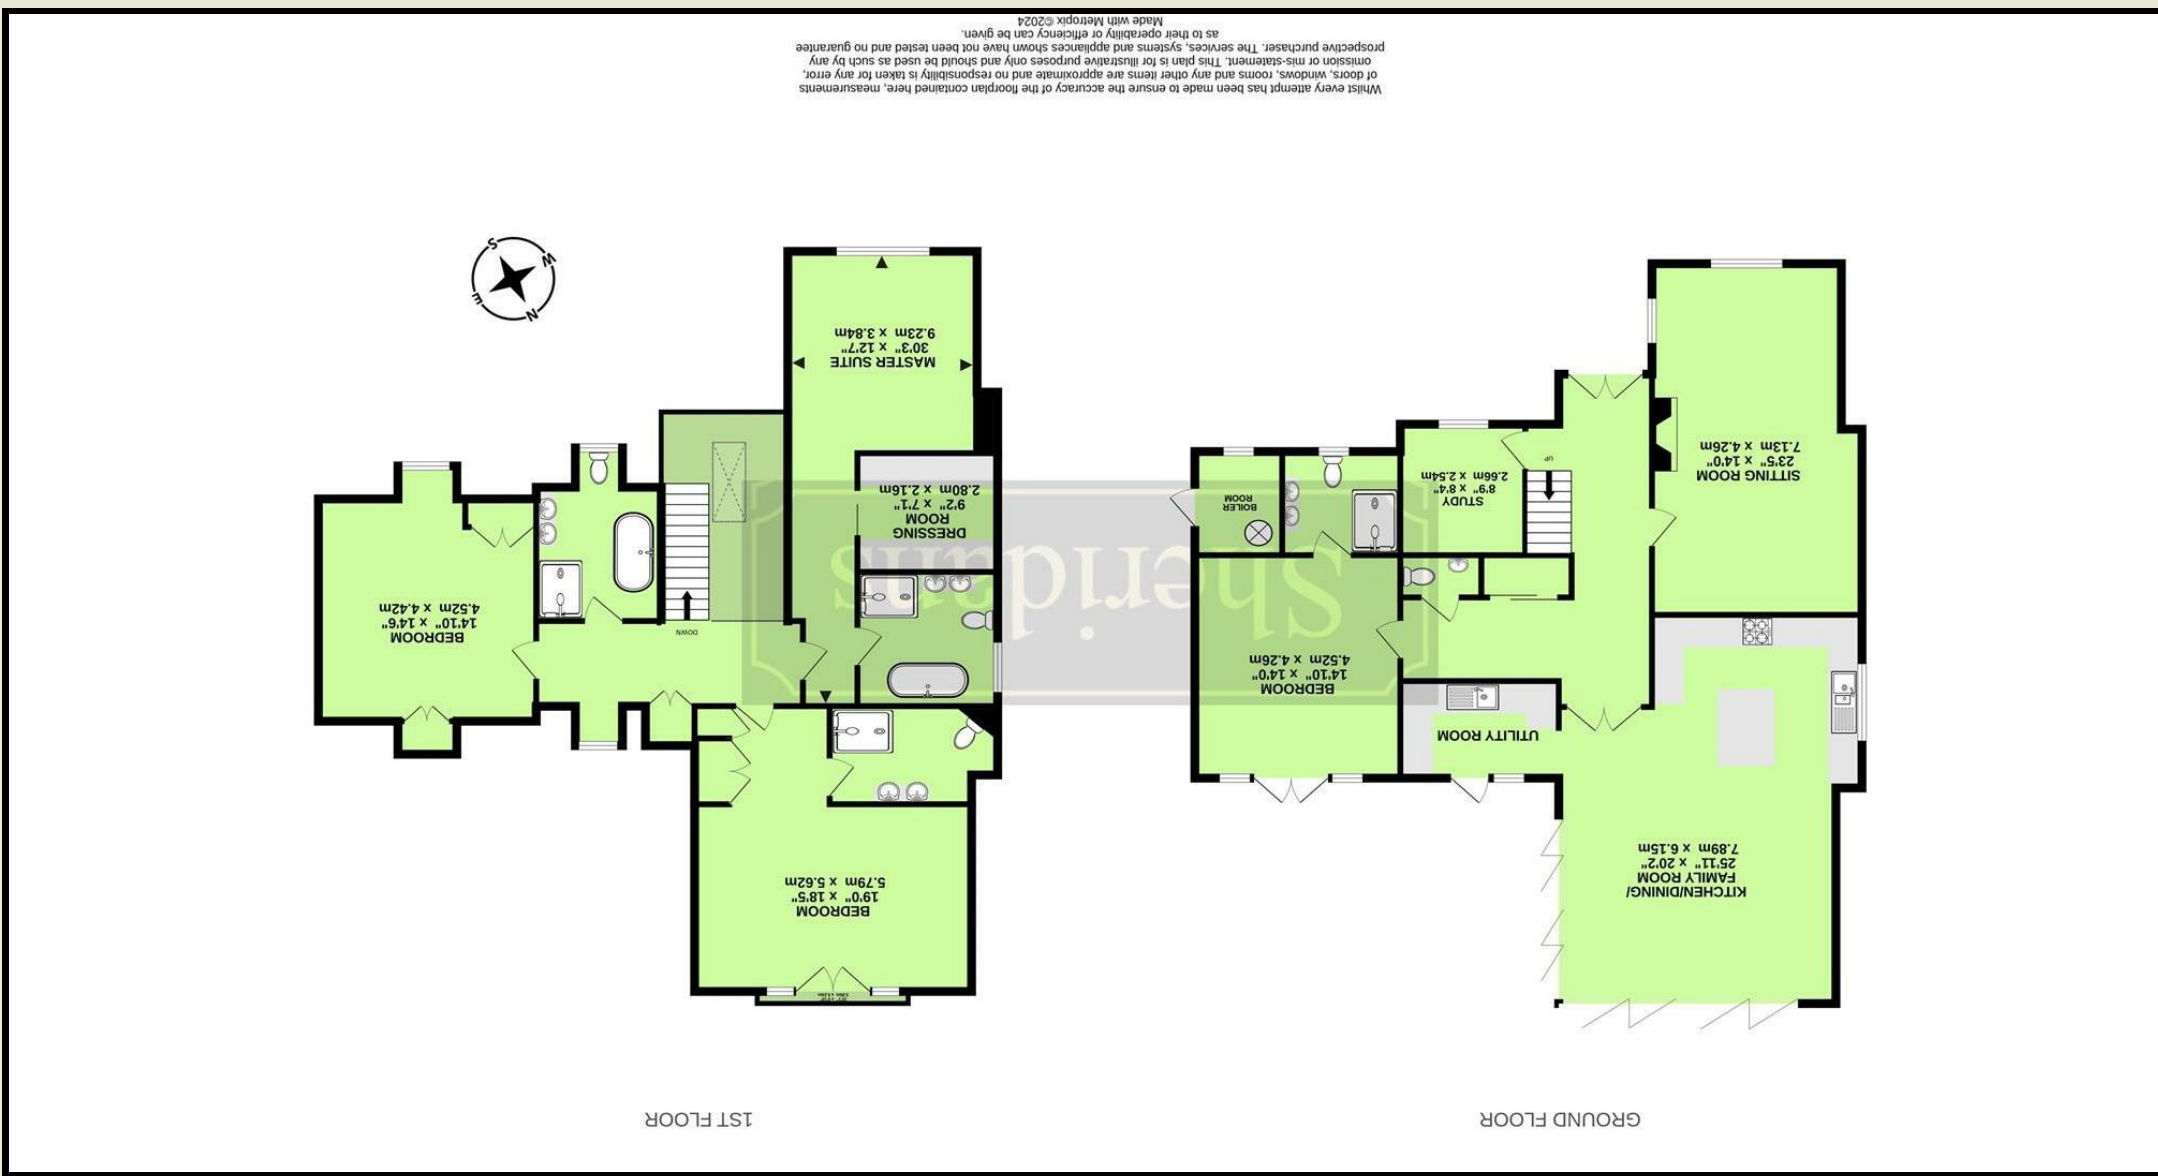 GROUND FLOOR
KITCHEN/DINING/
FAMILY ROOM
25'11" x 20'2"
7.89m x 6.15m
UTILITY ROOM
BEDROOM
14'10" x 14'0"
4.52m x 4.26m
SITTING ROOM
23'5" x 14'0"
7.13m x 4.26m
STUDY
8'9" x 8'4"
2.66m x 2.54m
UP
BOILER
ROOM
1ST FLOOR
BEDROOM
19'0" x 18'5"
5.79m x 5.62m
DOWN
BEDROOM
14'10" x 14'6"
4.52m x 4.42m
DRESSING
ROOM
9'2" x 7'1"
2.80m x 2.16m
MASTER SUITE
30'3" x 12'7"
9.23m x 3.84m
Sheridans
N
E
W
S
Whilst every attempt has been made to ensure the accuracy of the floorplan contained here, measurements
of doors, windows, rooms and any other items are approximate and no responsibility is taken for any error,
omission or mis-statement. This plan is for illustrative purposes only and should be used as such by any
prospective purchaser. The services, systems and appliances shown have not been tested and no guarantee
as to their operability or efficiency can be given.
Made with Metropix ©2024